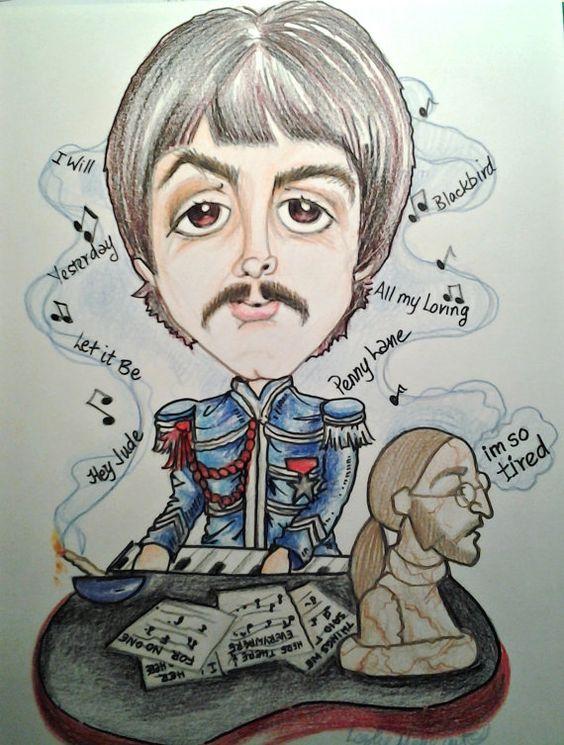 I Will
Yesterday
Let it Be
Hey Jude
Blackbird
All my Loving
Penny Lane
im so
tired
FOR NO ONE
HERE THERE &
EVERYWHERE
THINGS WE
SAID T